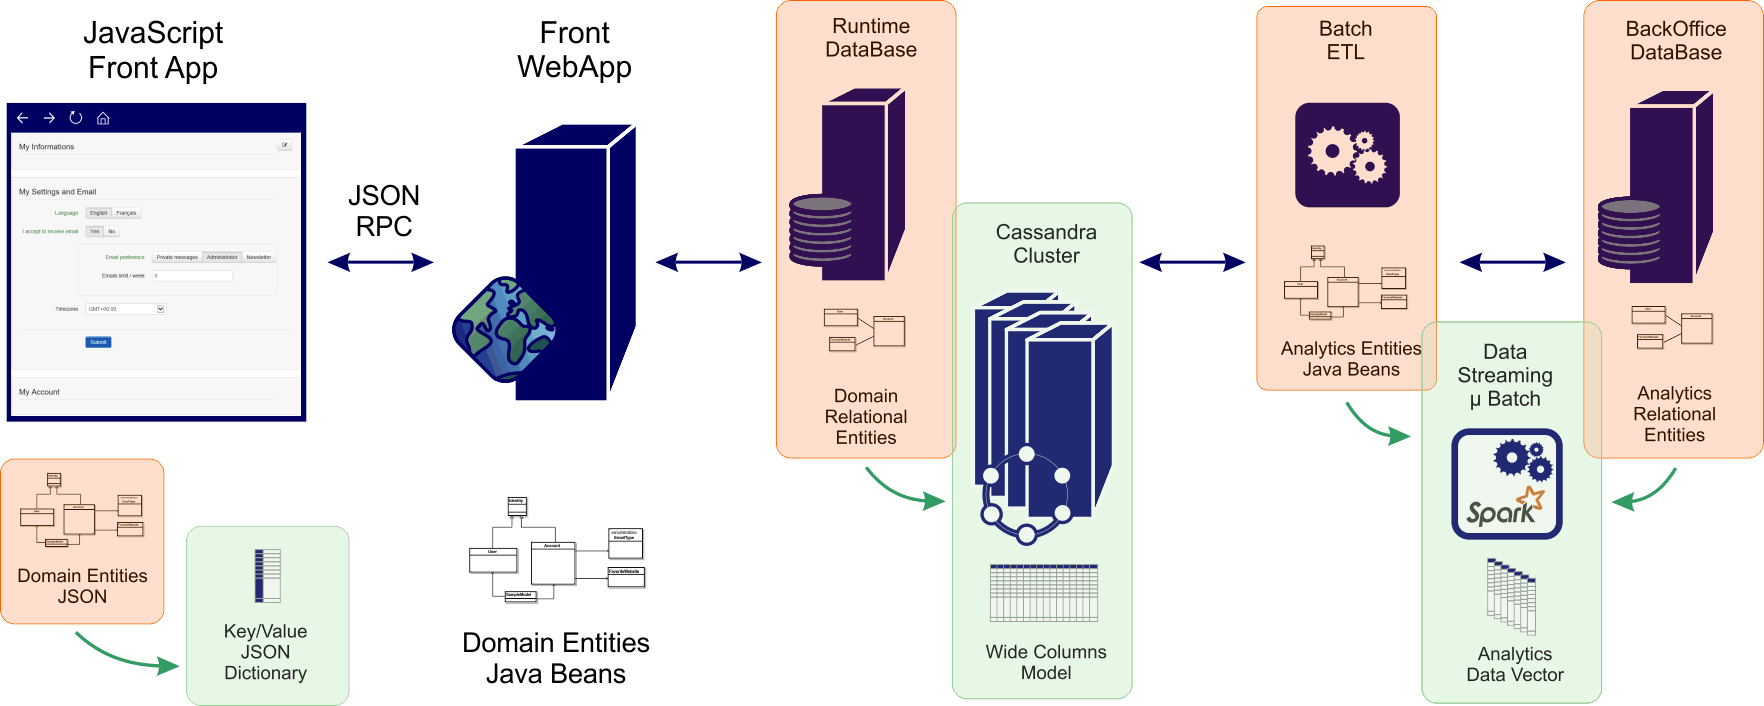 JavaScript
Front App
My Informations
My Settings and Email
Language
English
Français
I accept to receive email
Yes
No
Email preference
Private messages
Administrator
Newsletter
Emails limit / week
0
Timezone
GMT+00:00
Submit
My Account
JSON
RPC
Front
WebApp
Runtime
DataBase
Domain
Relational
Entities
Cassandra
Cluster
Wide Columns
Model
Batch
ETL
Analytics Entities
Java Beans
BackOffice
DataBase
Analytics
Relational
Entities
Data
Streaming
µ Batch
Spark
Analytics
Data Vector
Domain Entities
JSON
Key/Value
JSON
Dictionary
Identity
User
Account
«enumeration»
EmailType
FavoriteWebsite
SampleModel
Domain Entities
Java Beans